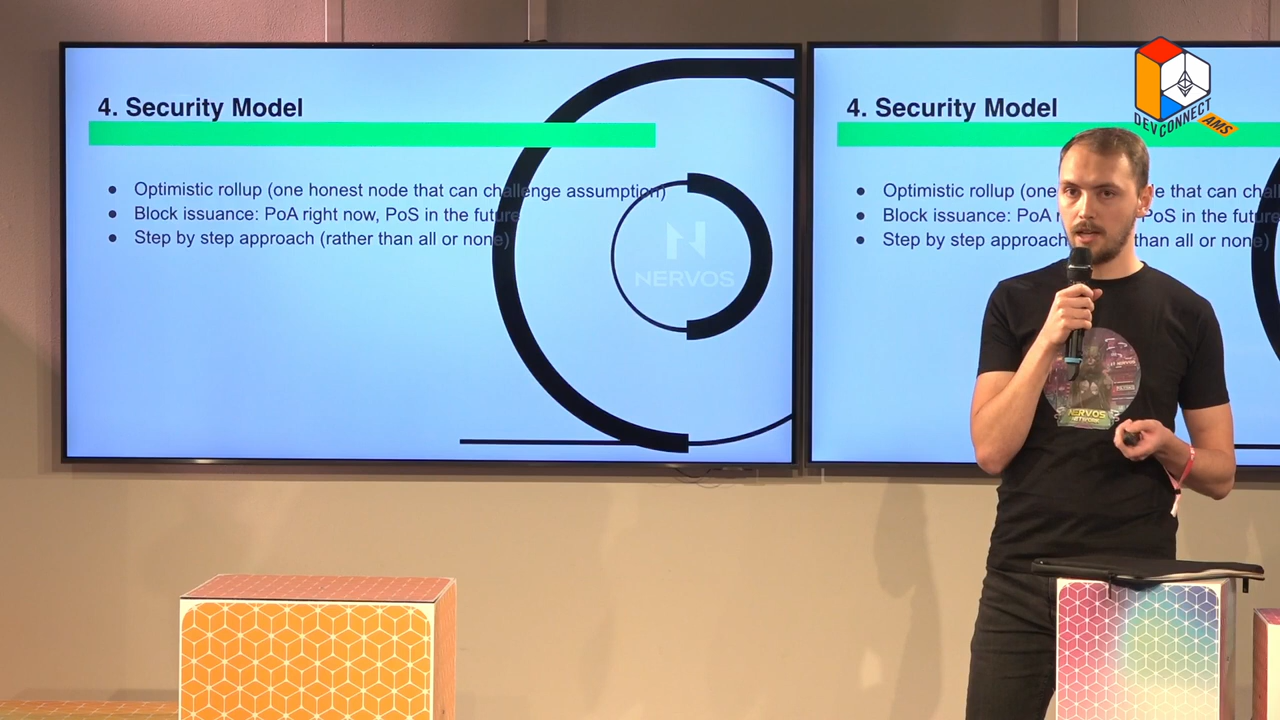 4. Security Model
● Optimistic rollup (one honest node that can challenge assumption)
● Block issuance: PoA right now, PoS in the future
● Step by step approach (rather than all or none)
NERVOS
4. Security Model
● Optimistic rollup (one e that can chal
● Block issuance: PoA PoS in the future
● Step by step approach than all or none)
DEVCONNECT
AMS
NERVOS
NETWORK